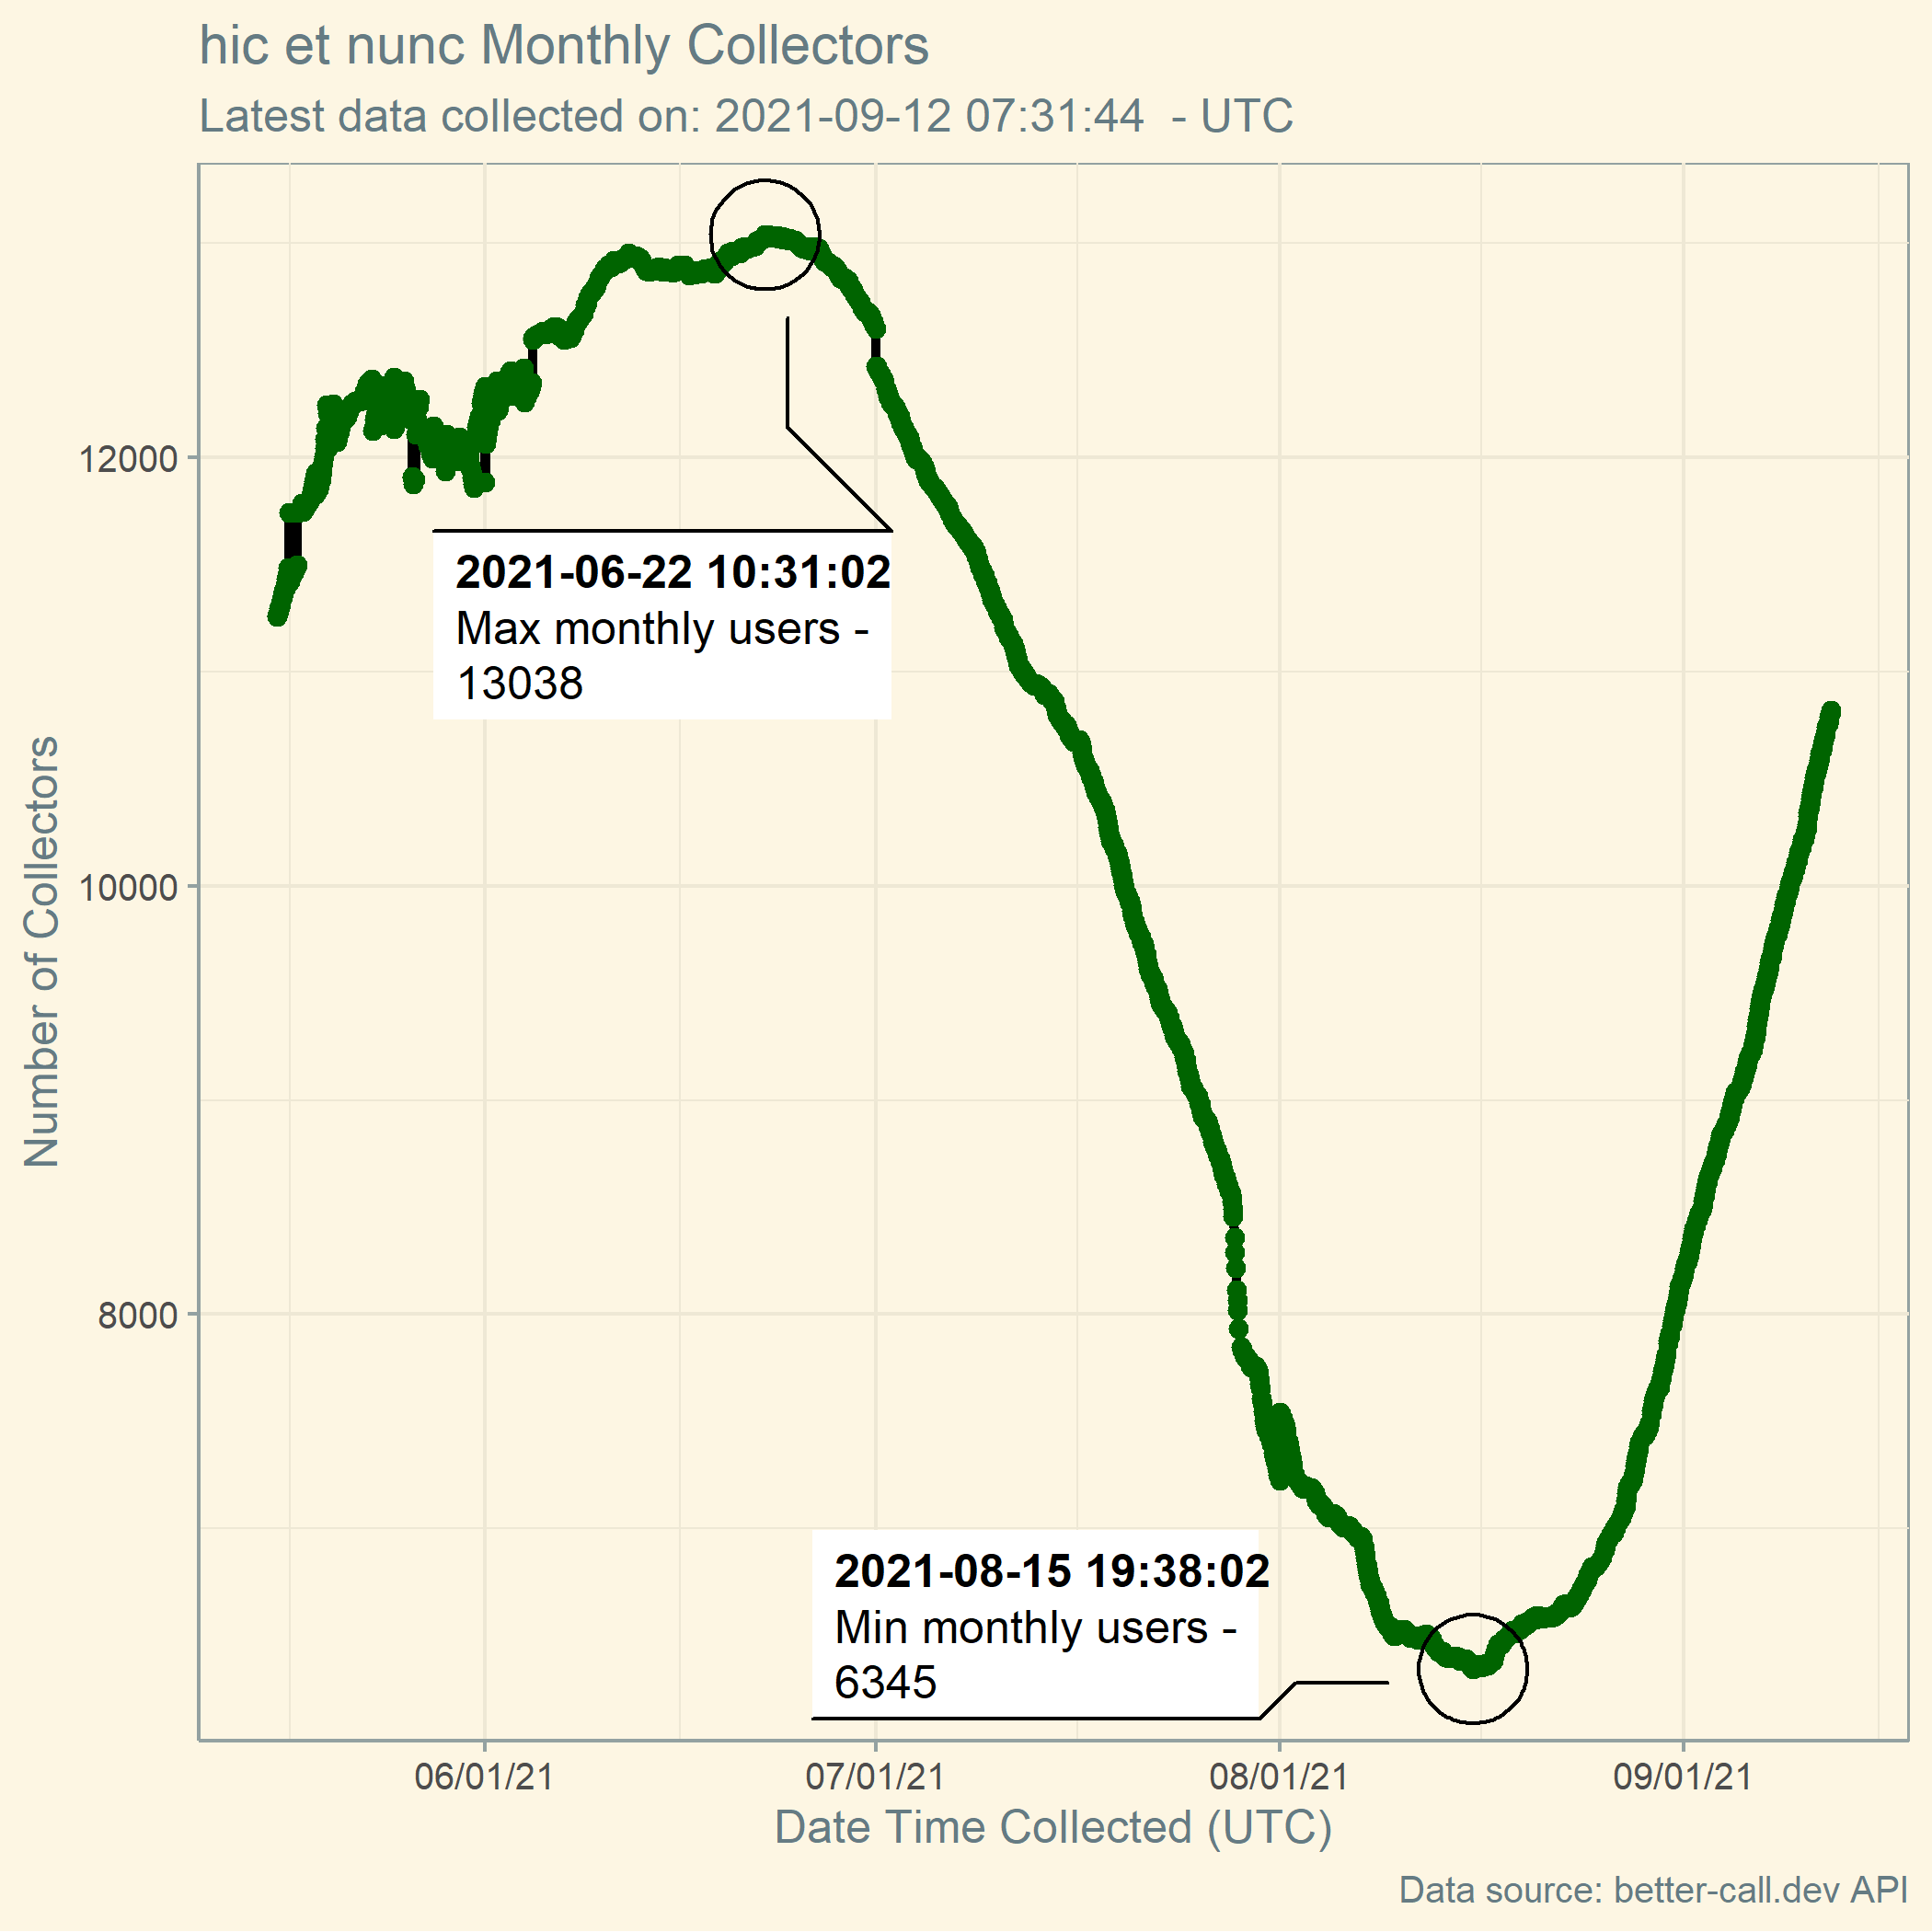 hic et nunc Monthly Collectors
Latest data collected on: 2021-09-12 07:31:44  - UTC
Number of Collectors
12000
10000
8000
2021-06-22 10:31:02
Max monthly users -
13038
2021-08-15 19:38:02
Min monthly users -
6345
06/01/21
07/01/21
08/01/21
09/01/21
Date Time Collected (UTC)
Data source: better-call.dev API